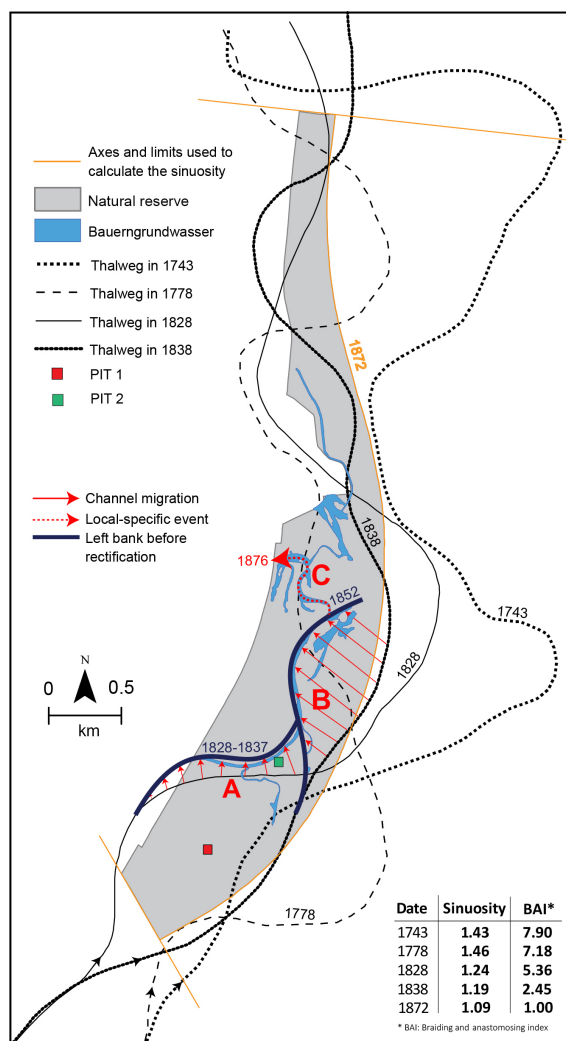 Axes and limits used to
calculate the sinuosity
Natural reserve
Bauerngrundwasser
Thalweg in 1743
Thalweg in 1778
Thalweg in 1828
Thalweg in 1838
PIT 1
PIT 2
1872
Channel migration
Local-specific event
Left bank before
rectification
1838
1876
C
1852
1743
1828
N
0 0.5
km
B
1828-1837
A
1778
Date Sinuosity BAI*
1743 1.43 7.90
1778 1.46 7.18
1828 1.24 5.36
1838 1.19 2.45
1872 1.09 1.00
* BAI: Braiding and anastomosing index